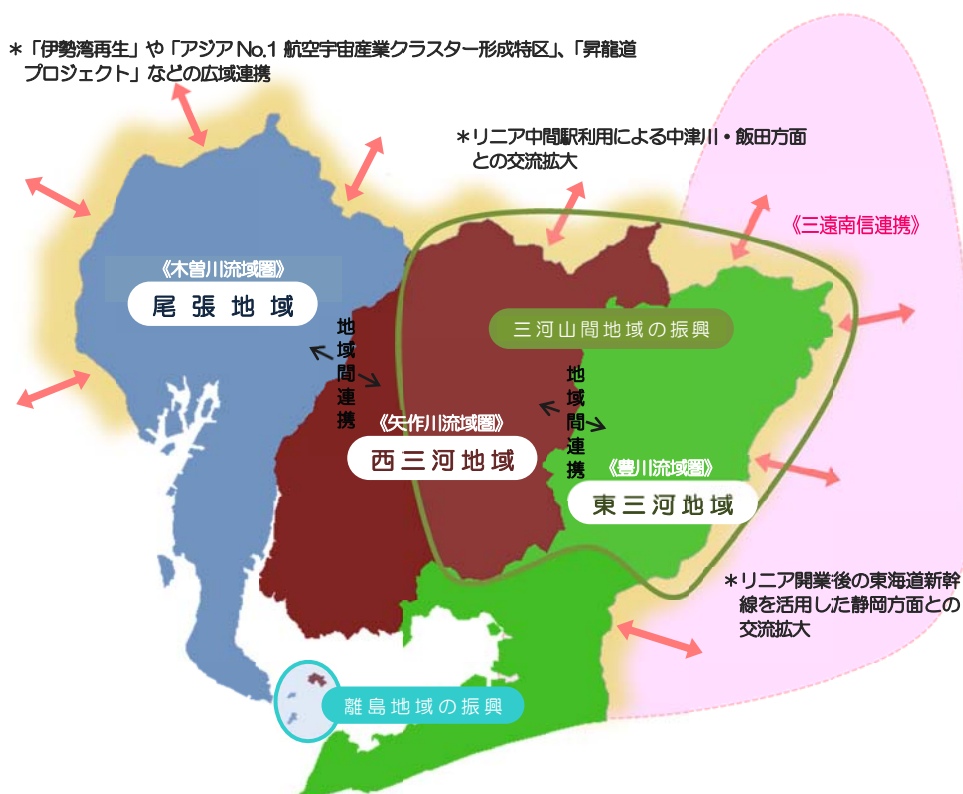 ＊「伊勢湾再生」や「アジアNo.1 航空宇宙産業クラスター形成特区」、「昇龍道
プロジェクト」などの広域連携
＊リニア中間駅利用による中津川・飯田方面
との交流拡大
《三遠南信連携》
《木曽川流域圏》
尾張地域
地域間連携
三河山間地域の振興
地域間連携
《矢作川流域圏》
西三河地域
《豊川流域圏》
東三河地域
＊リニア開業後の東海道新幹
線を活用した静岡方面との
交流拡大
離島地域の振興